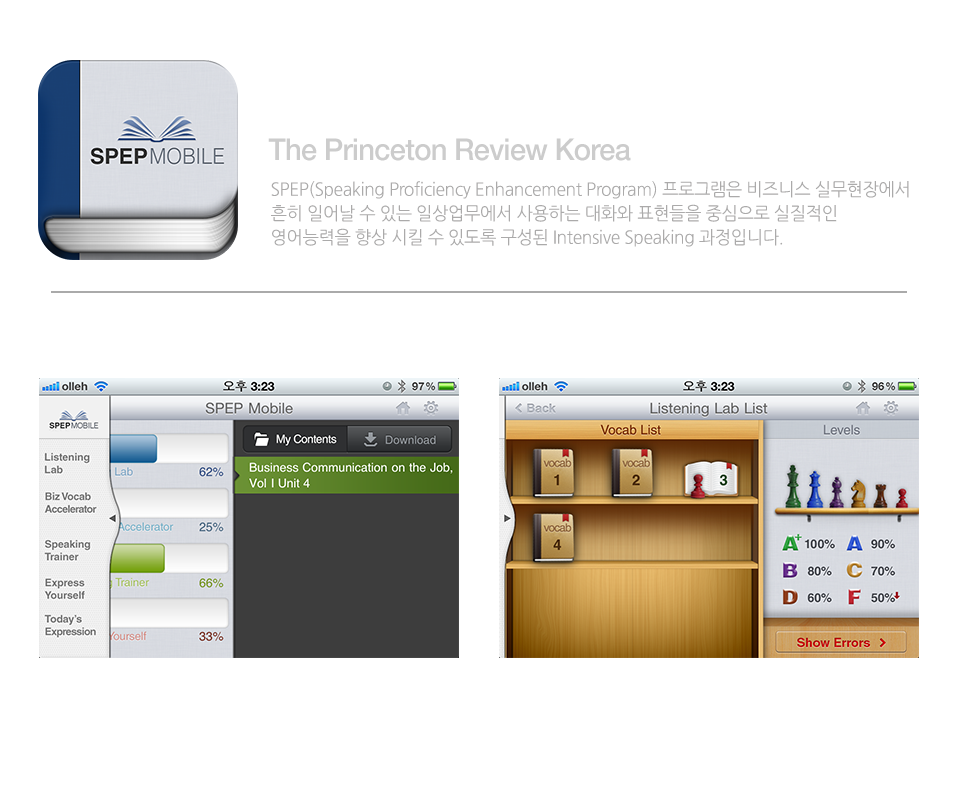 SPEPMOBILE
The Princeton Review Korea
SPEP(Speaking Proficiency Enhancement Program) 프로그램은 비즈니스 실무현장에서
흔히 일어날 수 있는 일상업무에서 사용하는 대화와 표현들을 중심으로 실질적인
영어능력을 향상 시킬 수 있도록 구성된 Intensive Speaking 과정입니다.
olleh 오후 3:23 97%
SPEPMOBILE
SPEP Mobile
Listening
Lab
Biz Vocab
Accelerator
Speaking
Trainer
Express
Yourself
Today's
Expression
Lab 62%
Accelerator 25%
Trainer 66%
Yourself 33%
My Contents Download
Business Communication on the Job,
Vol I Unit 4
olleh 오후 3:23 96%
Back Listening Lab List
Vocab List
vocab
1
vocab
2
3
vocab
4
Levels
A+ 100% A 90%
B 80% C 70%
D 60% F 50%
Show Errors